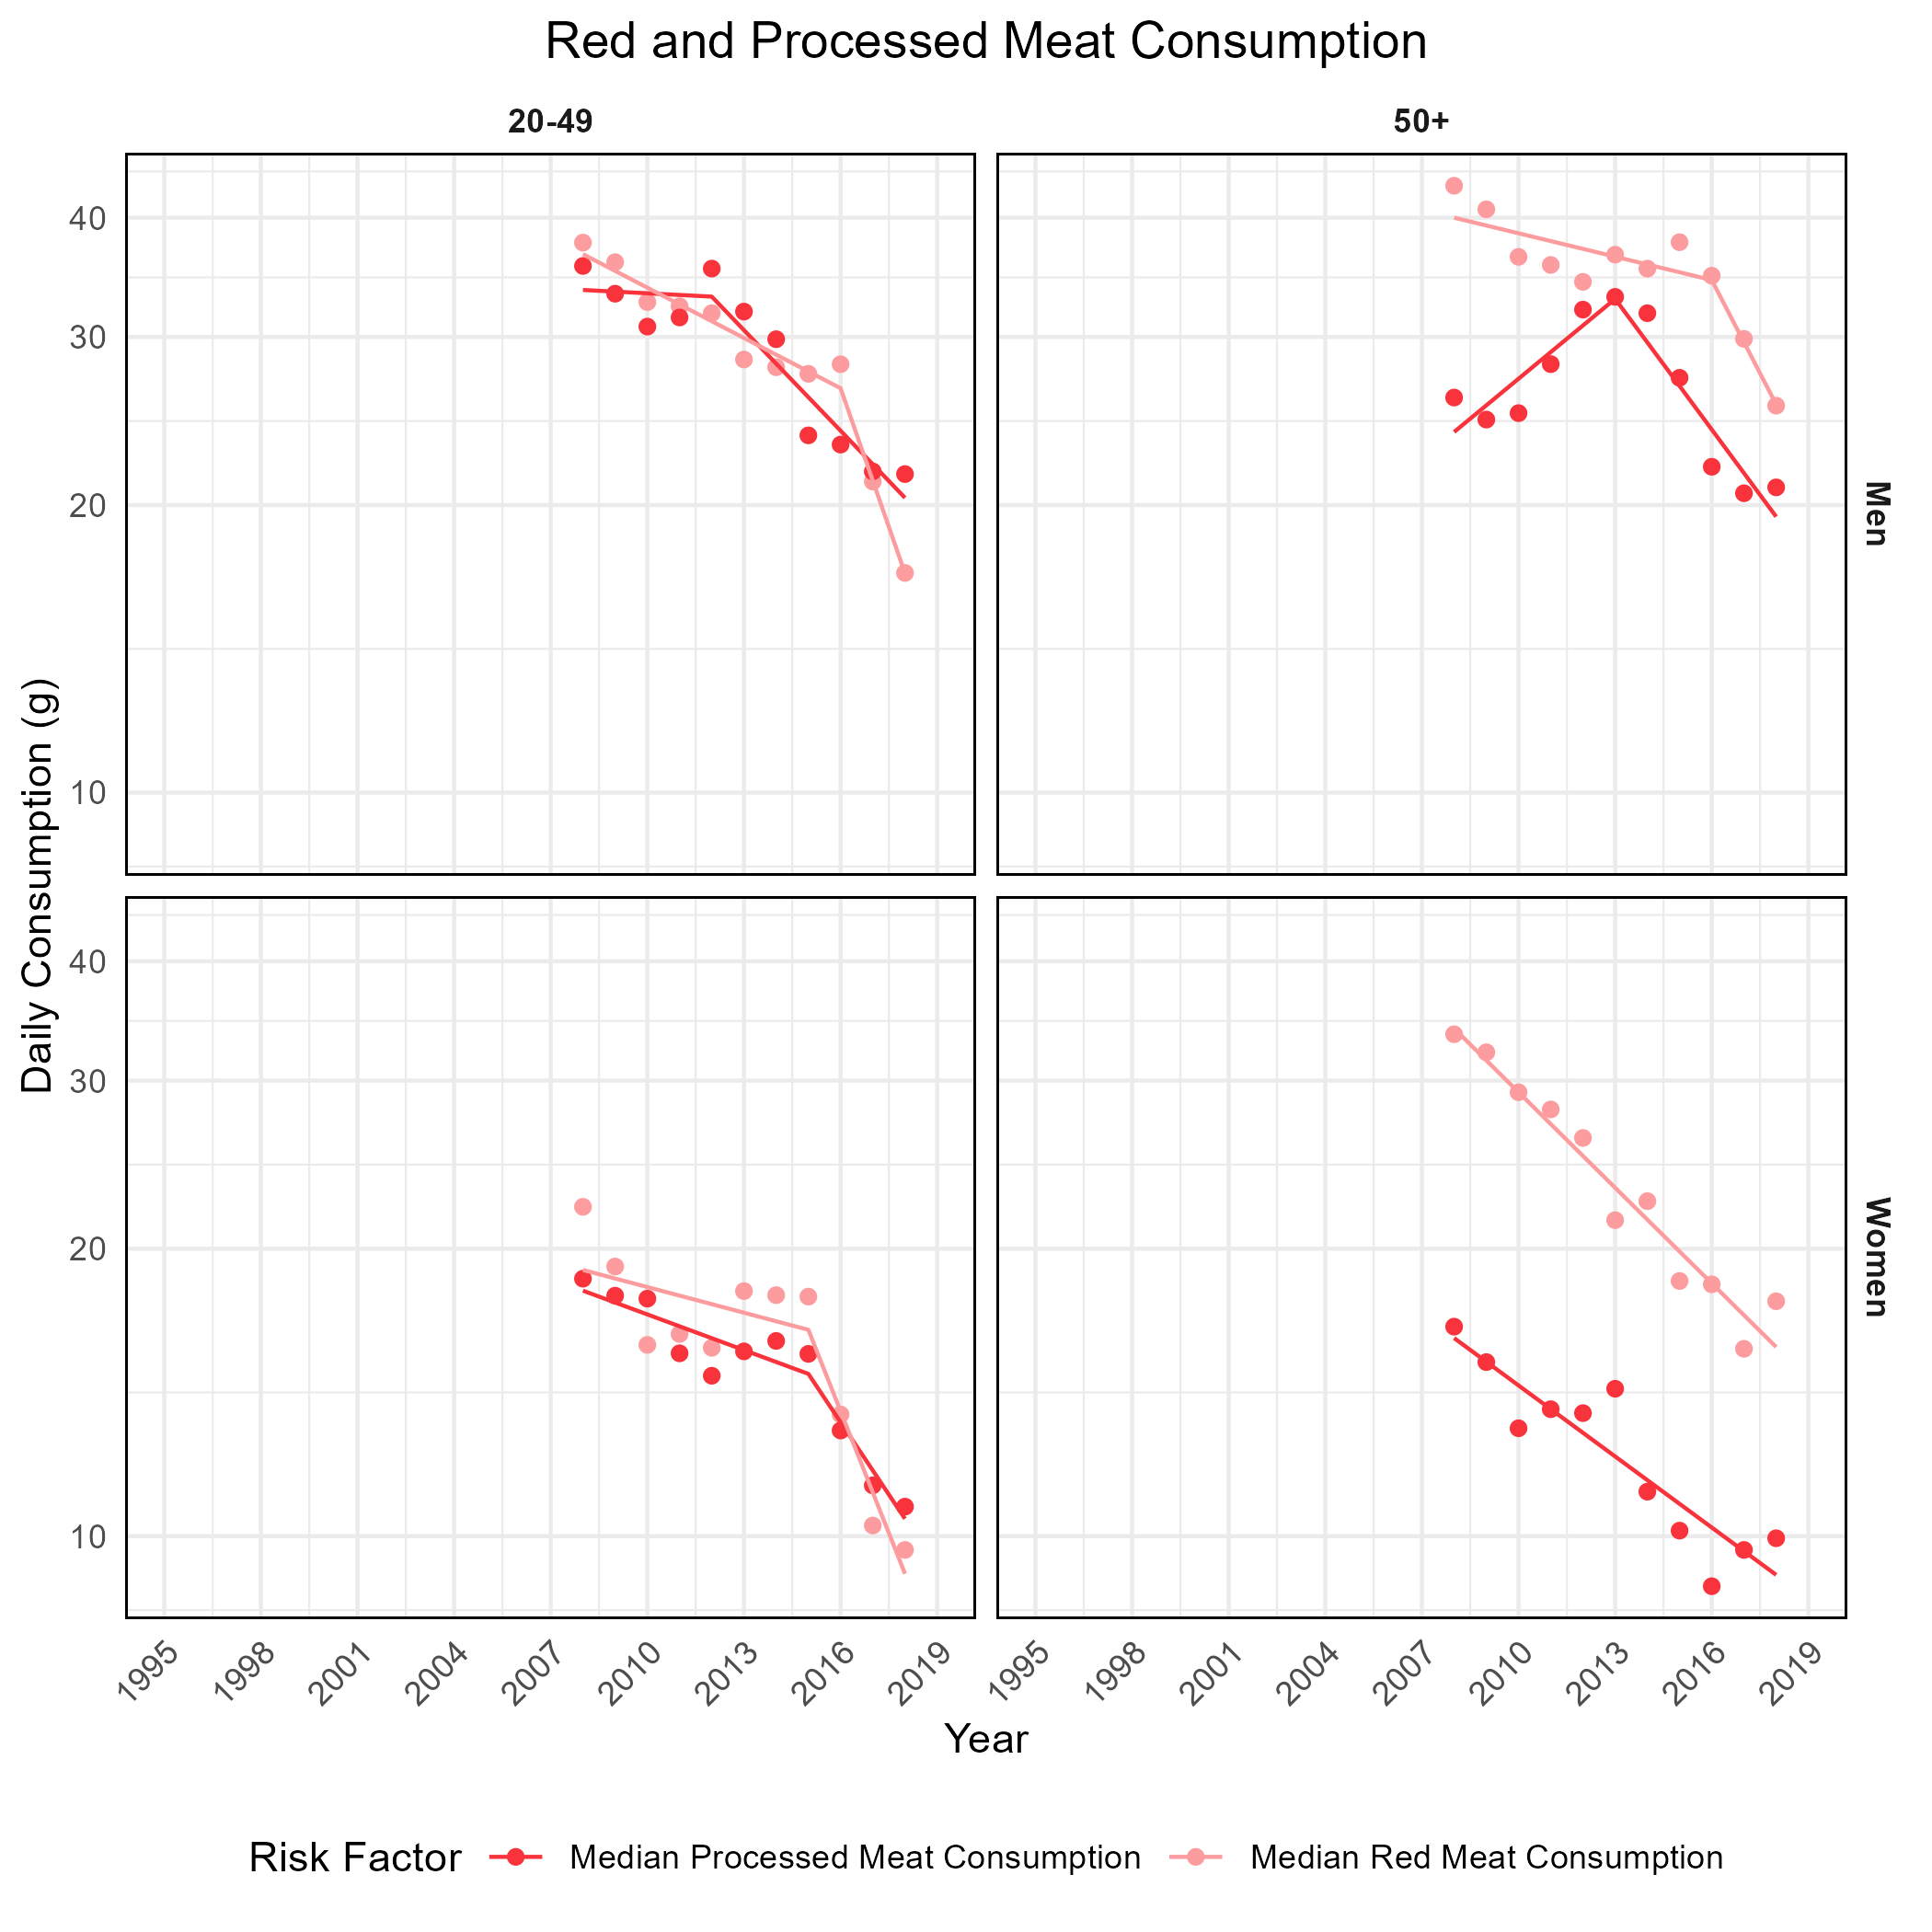 Red and Processed Meat Consumption
20-49
50+
40
30
20
10
Men
Daily Consumption (g)
40
30
20
10
Women
1995 1998 2001 2004 2007 2010 2013 2016 2019
1995 1998 2001 2004 2007 2010 2013 2016 2019
Year
Risk Factor Median Processed Meat Consumption Median Red Meat Consumption